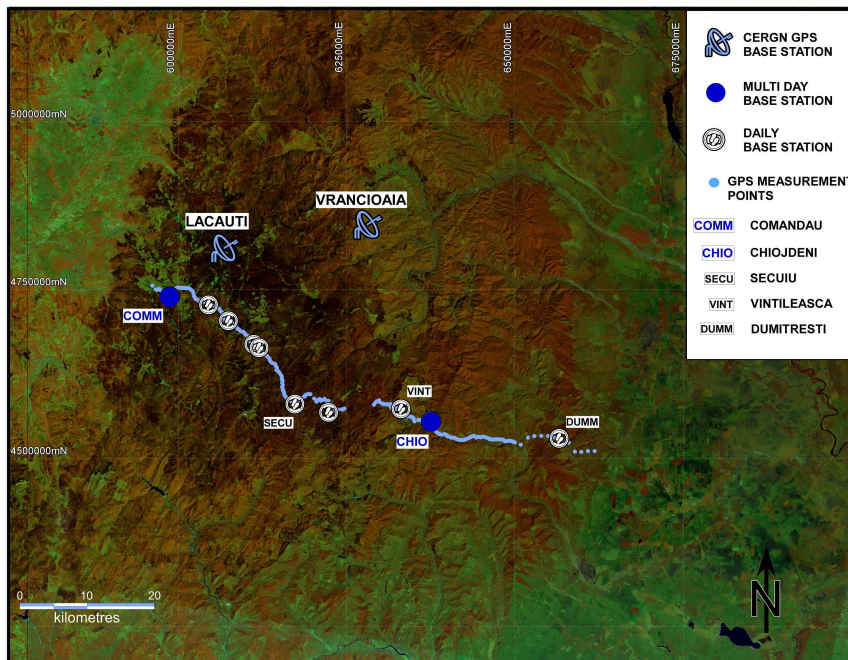 600000mE
625000mE
650000mE
675000mE
5000000mN
4750000mN
4500000mN
LACAUTI
VRANCIOAIA
COMM
SECU
VINT
CHIO
DUMM
0 10 20
kilometres
N
CERGN GPS
BASE STATION
MULTI DAY
BASE STATION
DAILY
BASE STATION
GPS MEASUREMENT
POINTS
COMM COMANDAU
CHIO CHIOJDENI
SECU SECUIU
VINT VINTILEASCA
DUMM DUMITRESTI